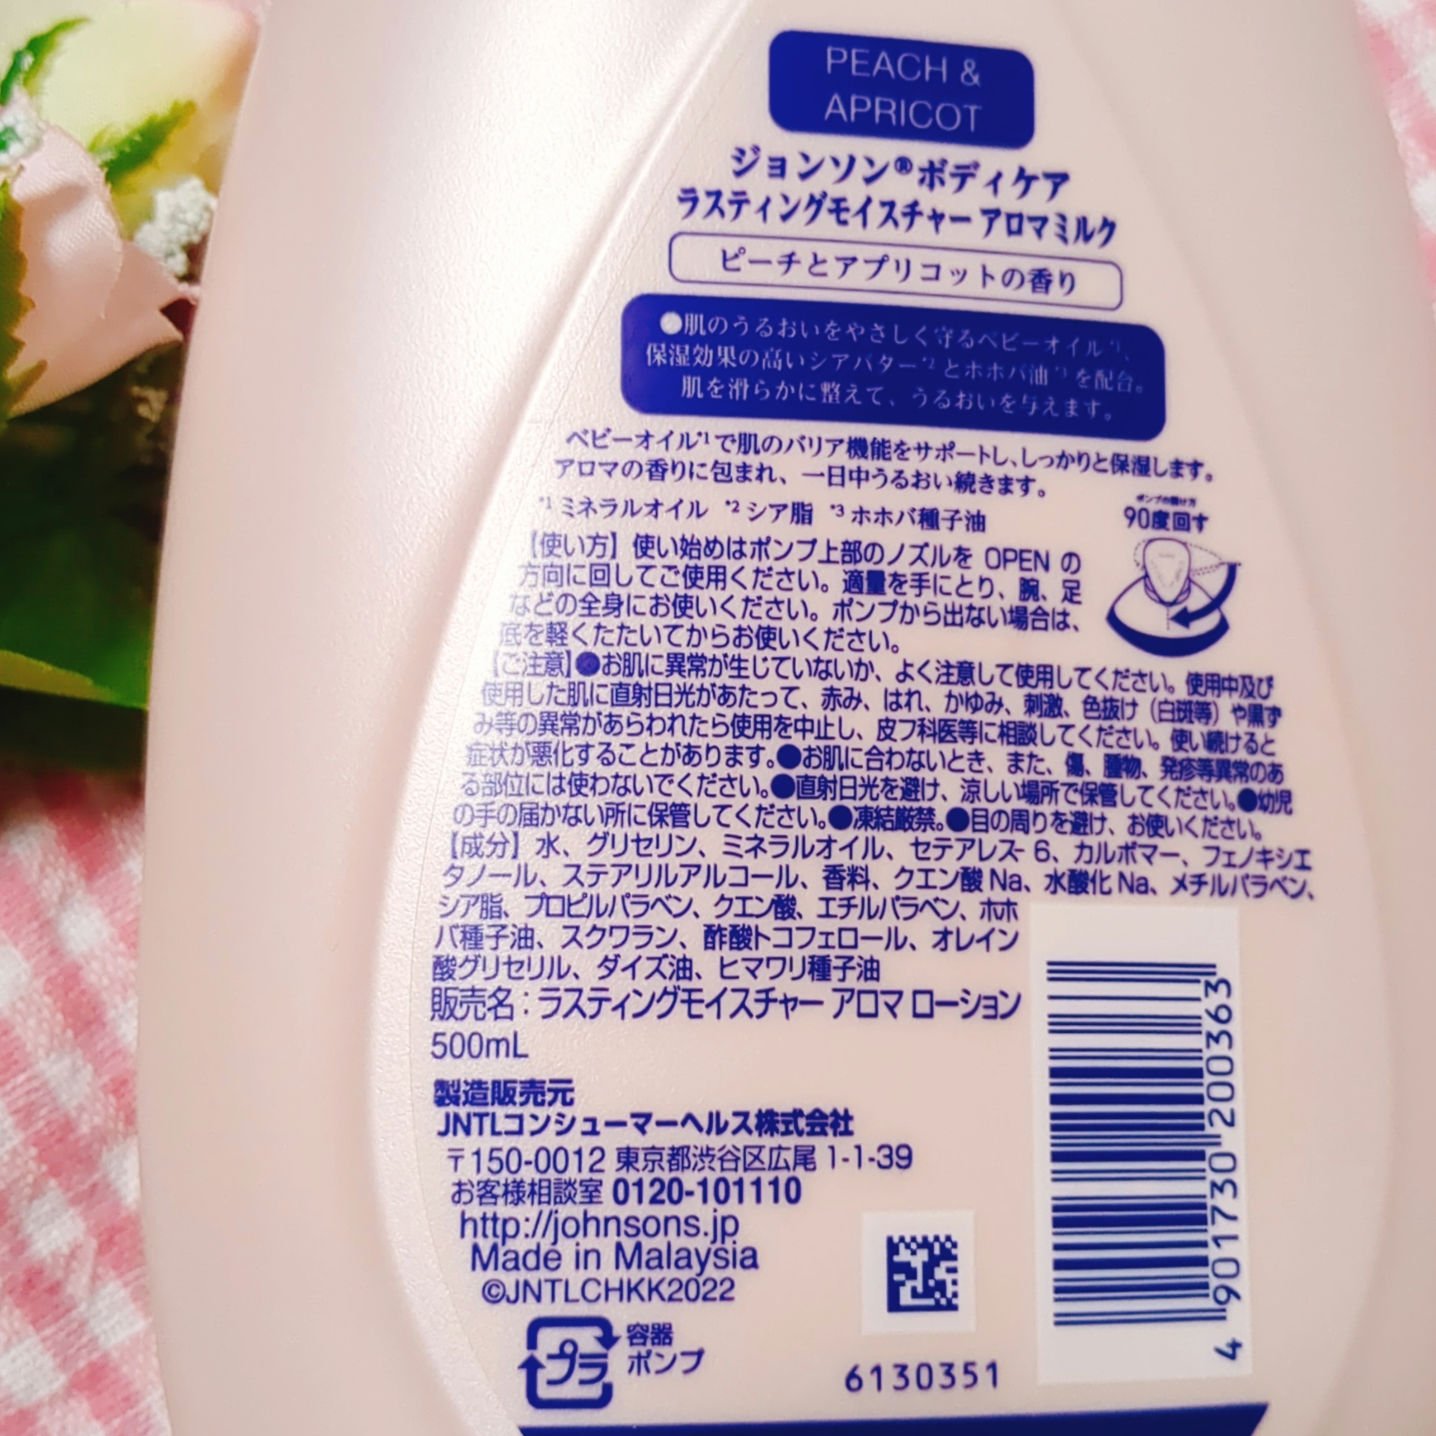 PEACH &
APRICOT
ジョンソン®ボディケア
ラスティングモイスチャー アロマミルク
ピーチとアプリコットの香り
●肌のうるおいをやさしく守るベビーオイル*1、
保湿効果の高いシアバター*2とホホバ油*3を配合。
肌を滑らかに整えて、うるおいを与えます。
ベビーオイル*1で肌のバリア機能をサポートし、しっかりと保湿します。
アロマの香りに包まれ、一日中うるおい続きます。
*1 ミネラルオイル *2 シア脂 *3 ホホバ種子油
ポンプの開け方
90度回す
【使い方】使い始めはポンプ上部のノズルを OPEN の
方向に回してご使用ください。適量を手にとり、腕、足
などの全身にお使いください。ポンプから出ない場合は、
底を軽くたたいてからお使いください。
【ご注意】●お肌に異常が生じていないか、よく注意して使用してください。使用中及び
使用した肌に直射日光があたって、赤み、はれ、かゆみ、刺激、色抜け（白斑等）や黒ず
み等の異常があらわれたら使用を中止し、皮フ科医等に相談してください。使い続けると
症状が悪化することがあります。●お肌に合わないとき、また、傷、腫物、発疹等異常のあ
る部位には使わないでください。●直射日光を避け、涼しい場所で保管してください。●幼児
の手の届かない所に保管してください。●凍結厳禁。●目の周りを避け、お使いください。
【成分】水、グリセリン、ミネラルオイル、セテアレス-6、カルボマー、フェノキシエ
タノール、ステアリルアルコール、香料、クエン酸 Na、水酸化 Na、メチルパラベン、
シア脂、プロピルパラベン、クエン酸、エチルパラベン、ホホ
バ種子油、スクワラン、酢酸トコフェロール、オレイン
酸グリセリル、ダイズ油、ヒマワリ種子油
販売名：ラスティングモイスチャー アロマ ローション
500mL
製造販売元
JNTLコンシューマーヘルス株式会社
〒150-0012 東京都渋谷区広尾 1-1-39
お客様相談室 0120-101110
http://johnsons.jp
Made in Malaysia
©JNTLCHKK2022
プラ
容器
ポンプ
6130351
4 901730 200363